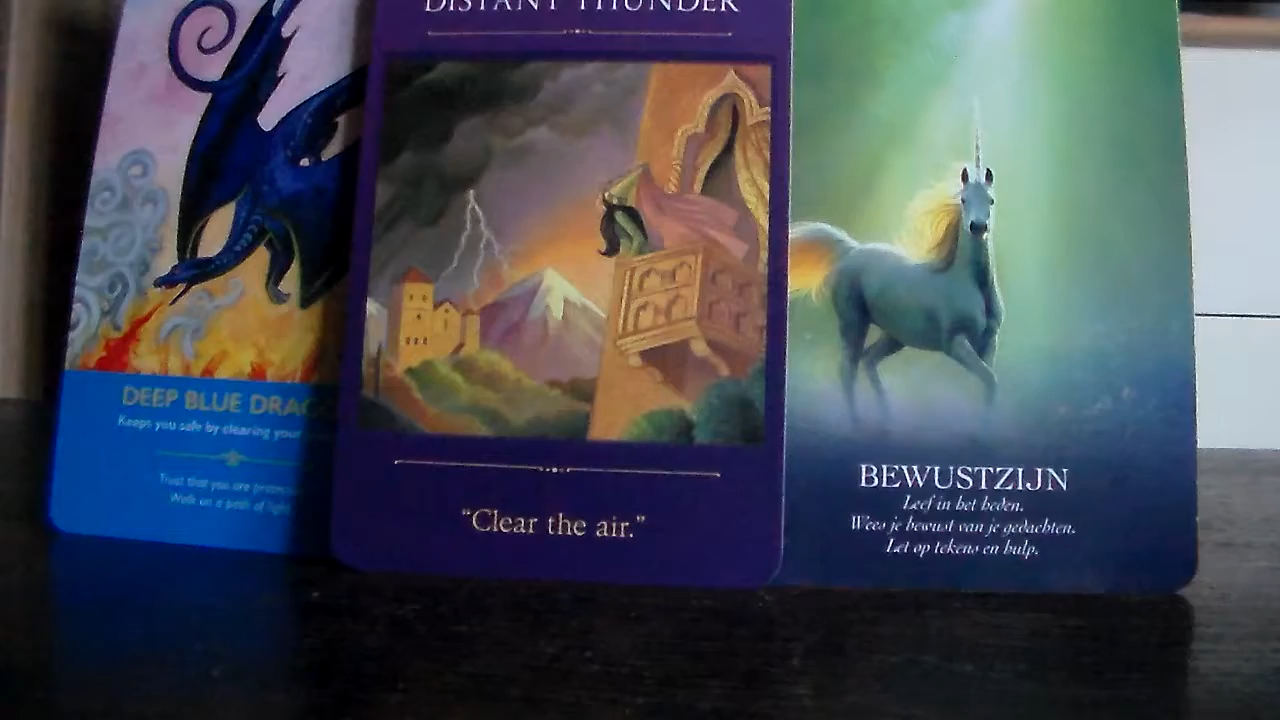 DEEP BLUE
Keeps you safe by clearing your
Trust that you are
Walk on a path of light
DISTANT THUNDER
"Clear the air."
BEWUSTZIJN
Leef in het heden.
Wees je bewust van je gedachten.
Let op tekens en hulp.